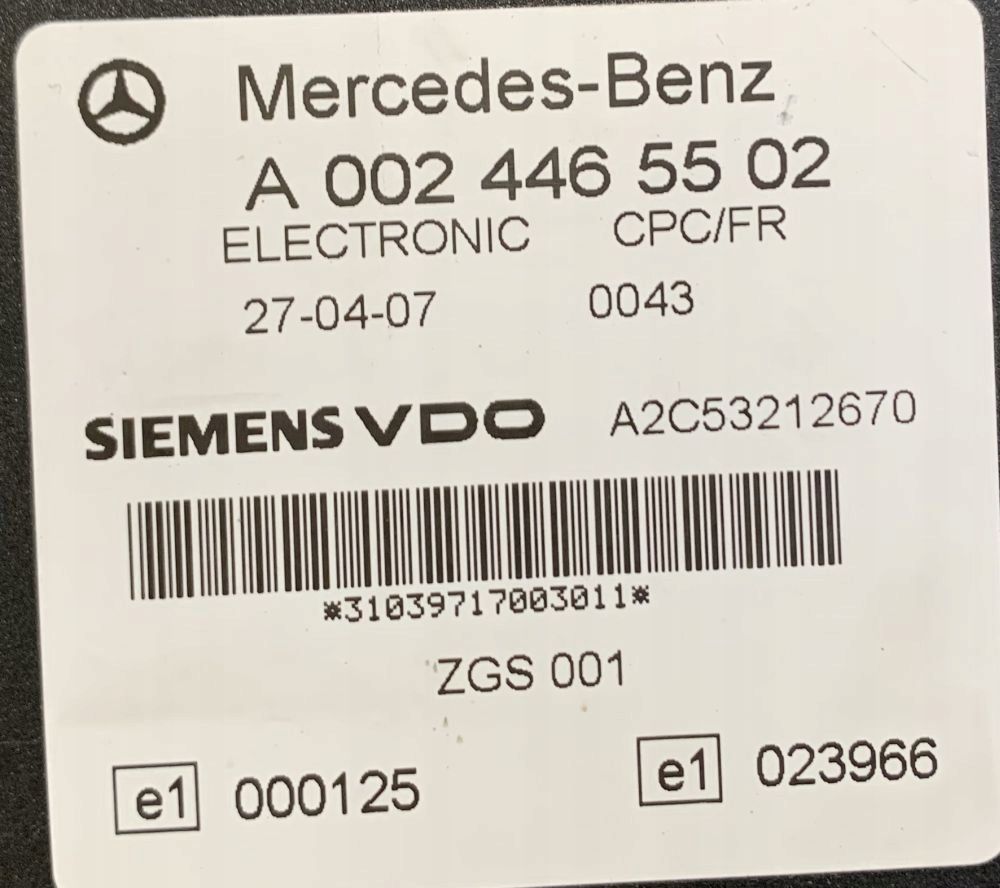 Mercedes-Benz
A 002 446 55 02
ELECTRONIC CPC/FR
27-04-07 0043
SIEMENS VDO A2C53212670
*31039717003011*
ZGS 001
e1 000125 e1 023966